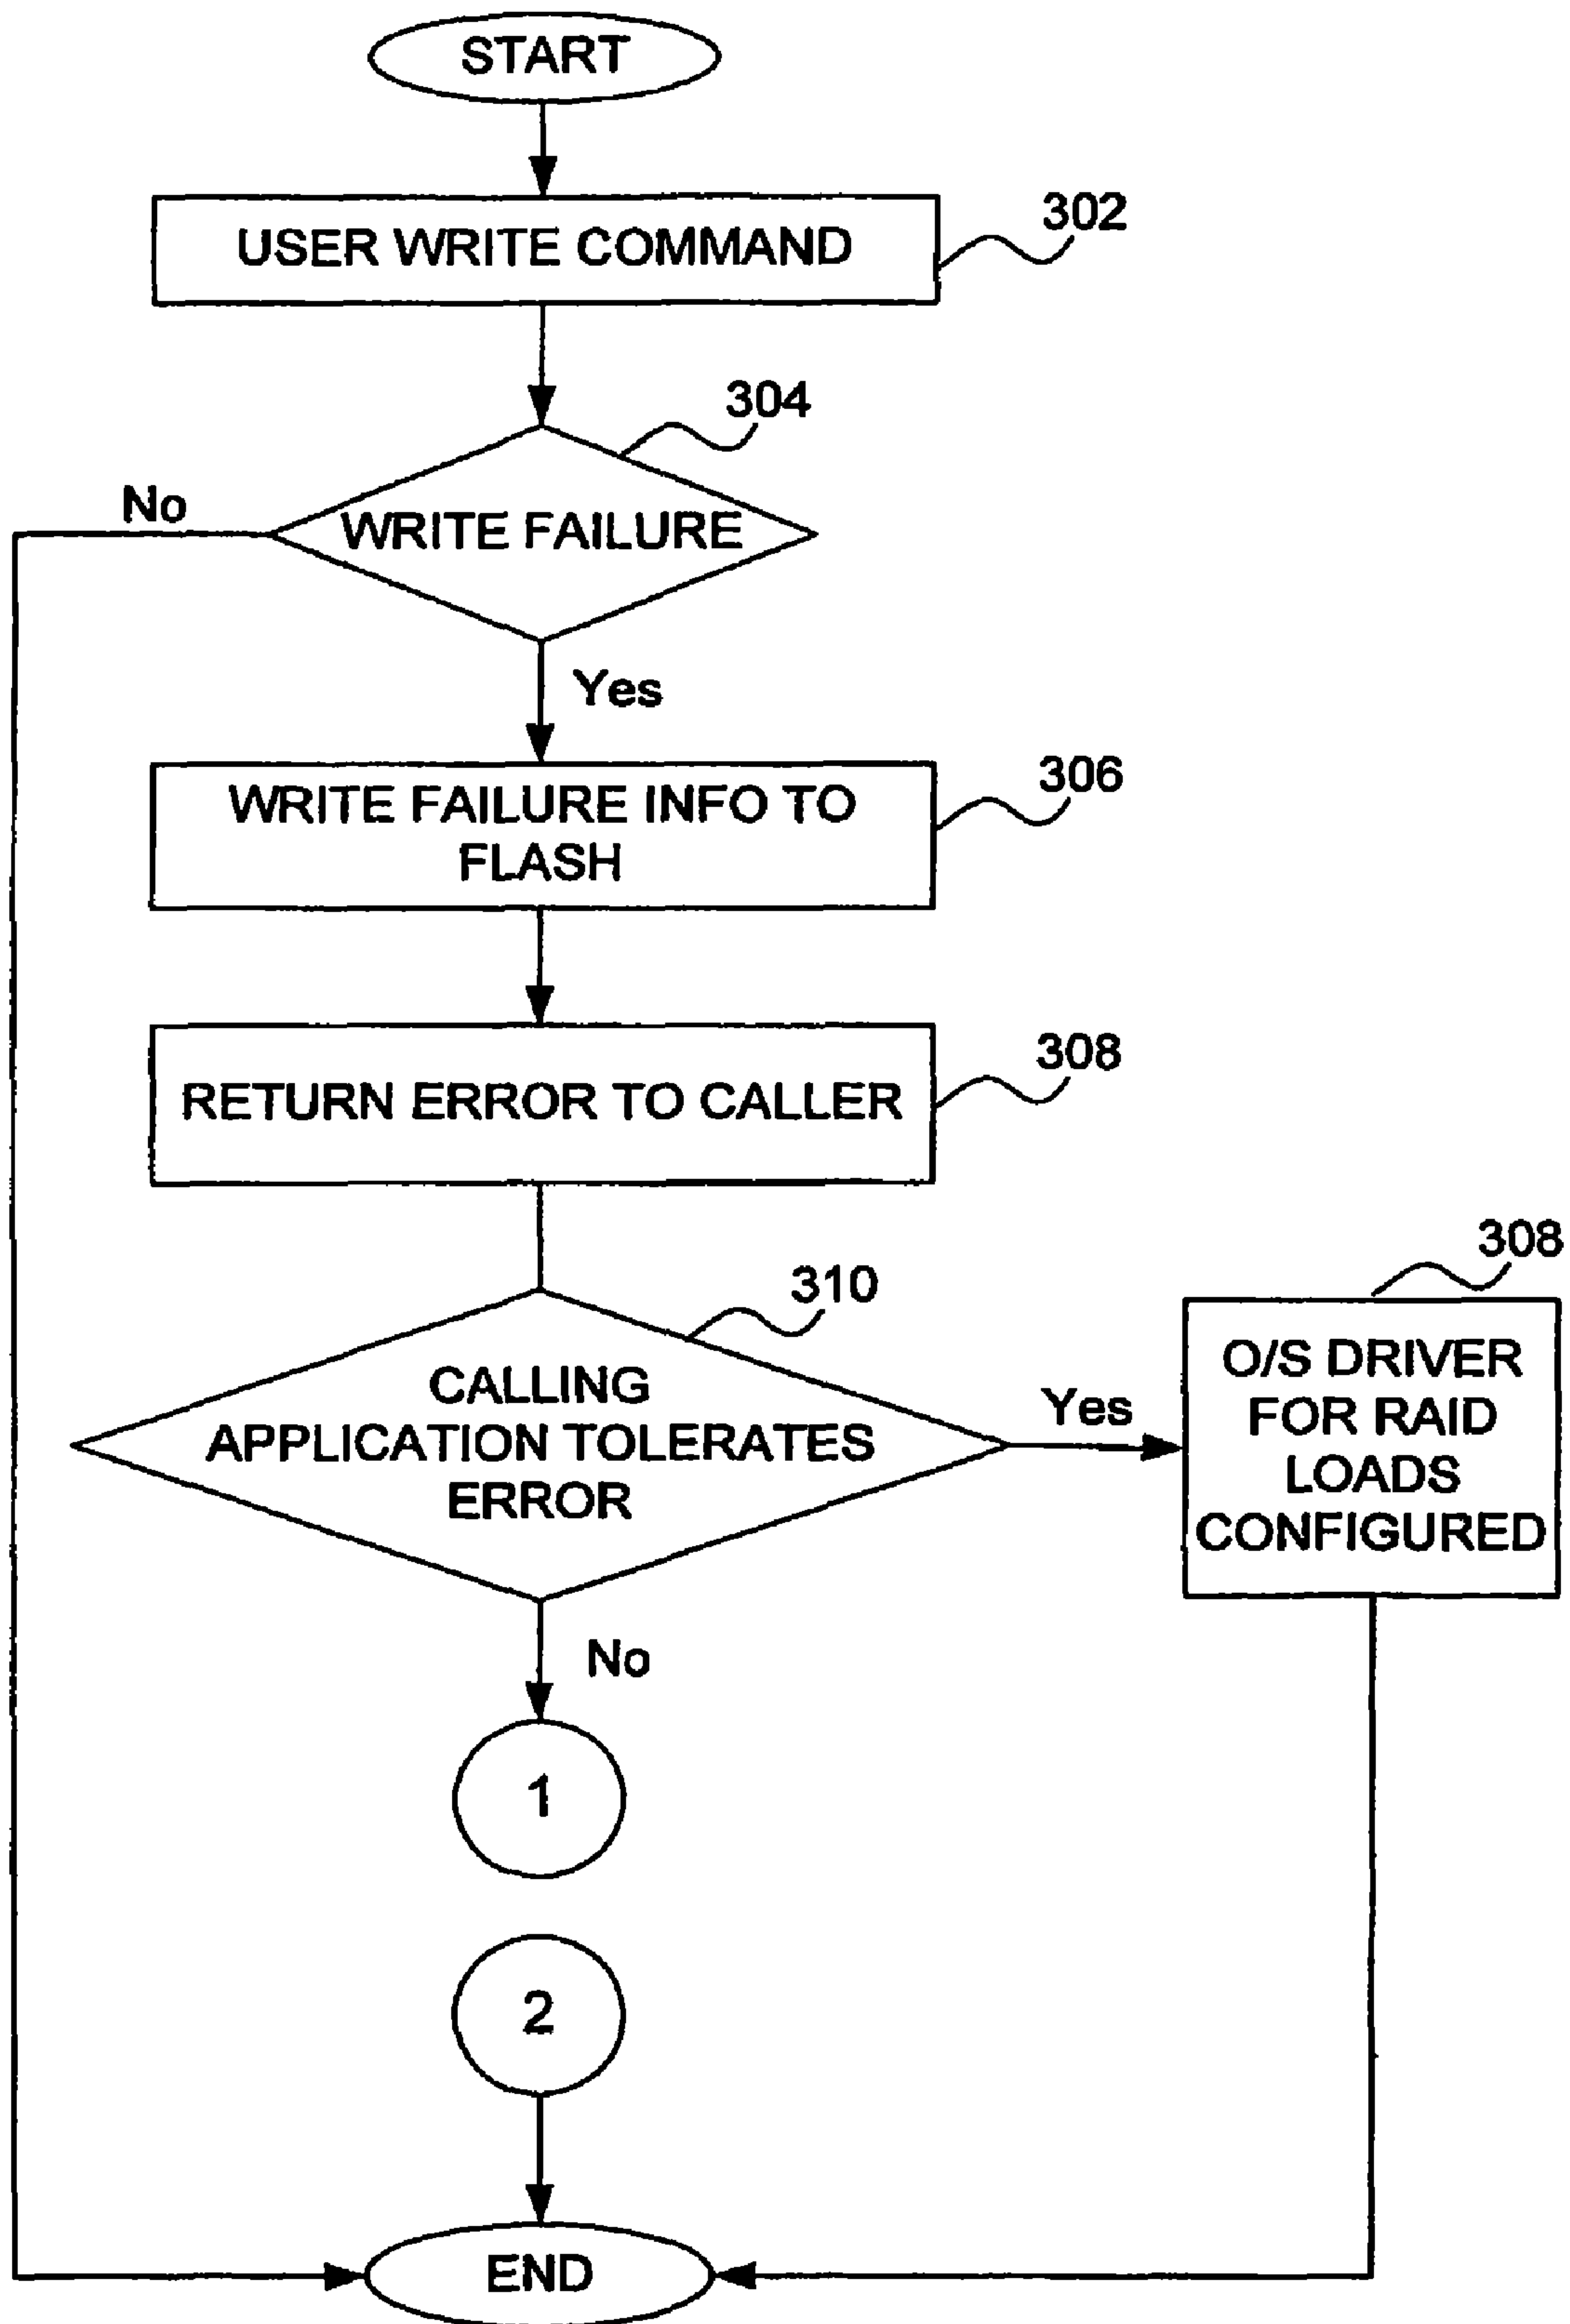 START
302
USER WRITE COMMAND
304
No
WRITE FAILURE
Yes
306
WRITE FAILURE INFO TO
FLASH
308
RETURN ERROR TO CALLER
308
310
CALLING
APPLICATION TOLERATES
ERROR
Yes
O/S DRIVER
FOR RAID
LOADS
CONFIGURED
No
1
2
END